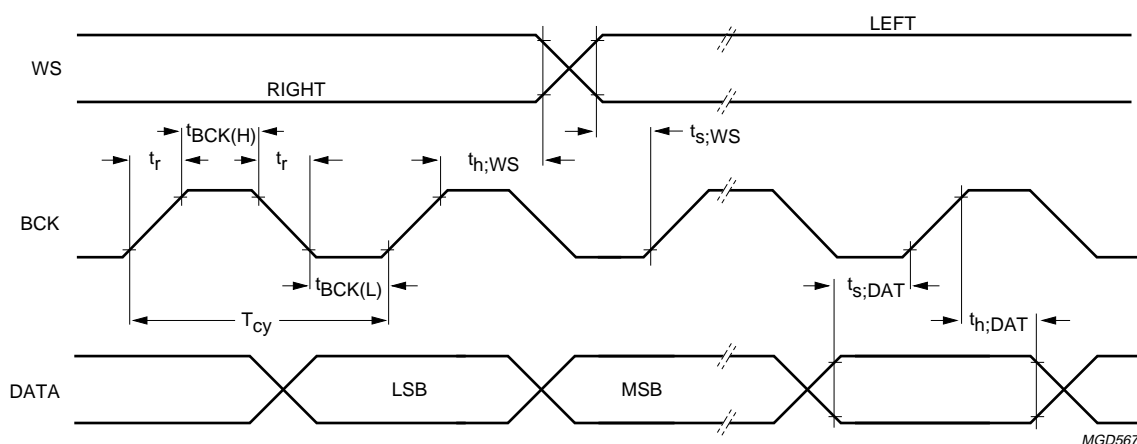 LEFT
WS
RIGHT
tBCK(H)
ts;WS
tr
tr
th;WS
BCK
tBCK(L)
ts;DAT
Tcy
th;DAT
DATA
LSB
MSB
MGD567